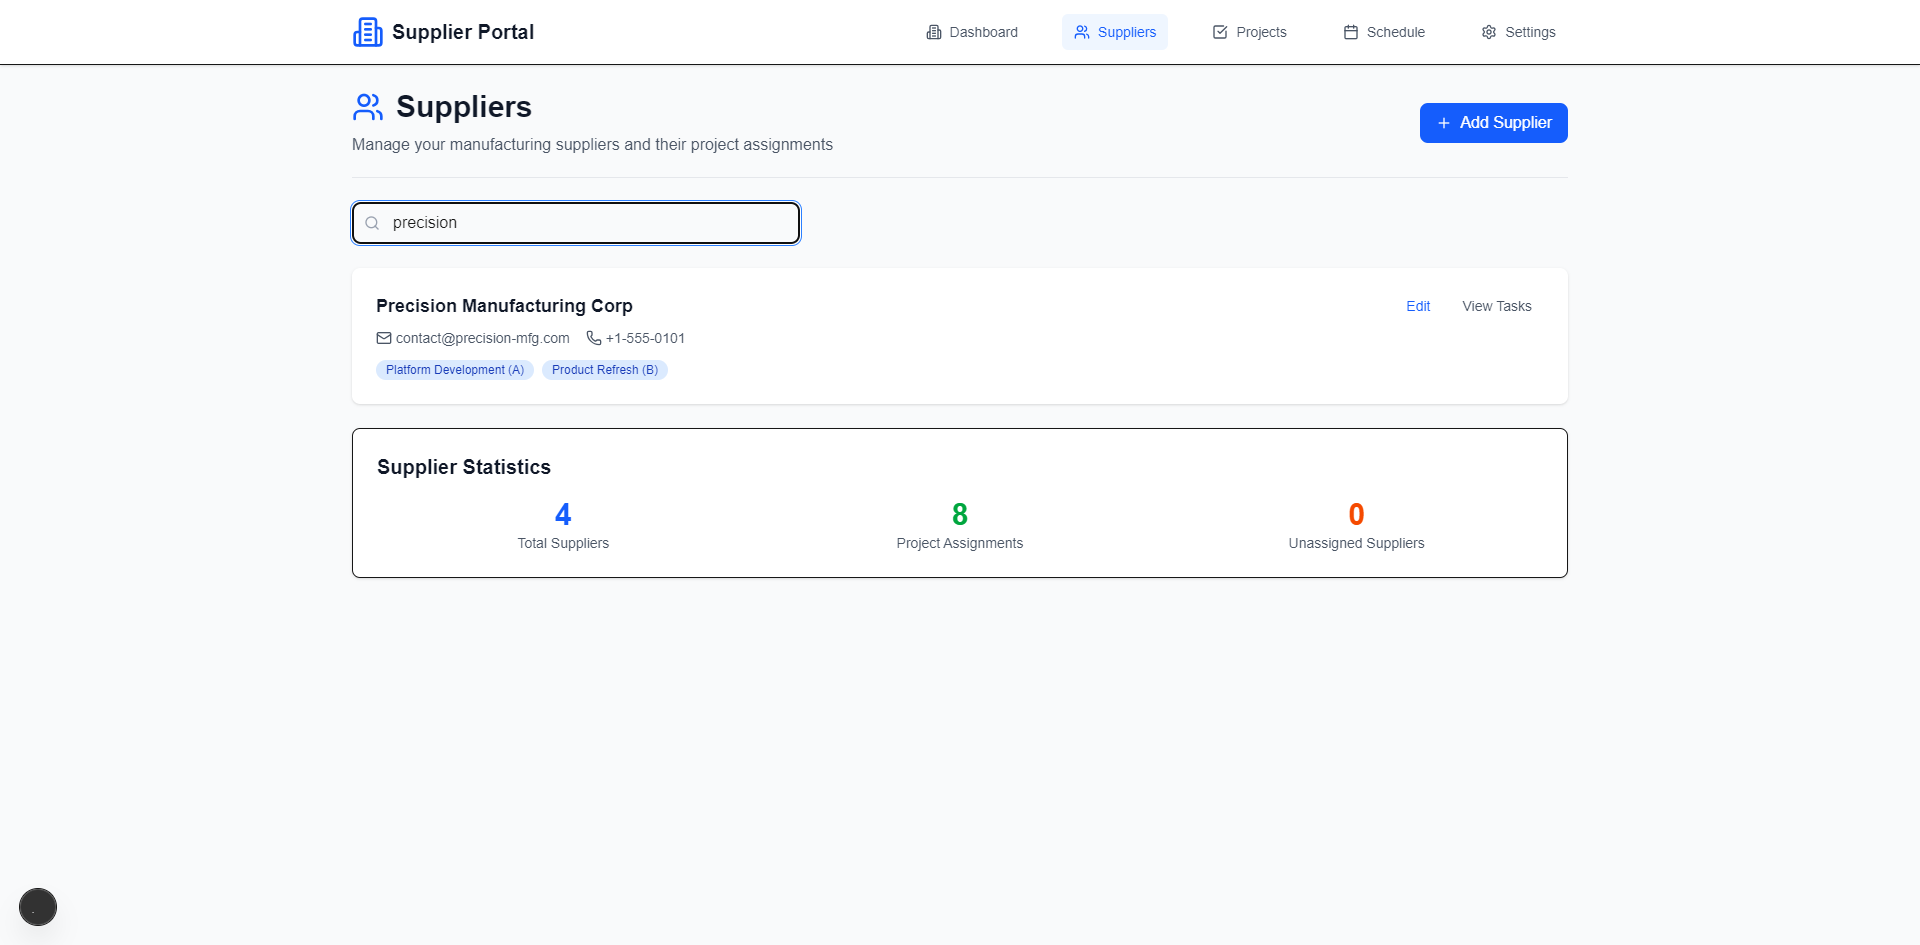 Supplier Portal
Dashboard
Suppliers
Projects
Schedule
Settings
Suppliers
Manage your manufacturing suppliers and their project assignments
Add Supplier
precision
Precision Manufacturing Corp
Edit
View Tasks
contact@precision-mfg.com
+1-555-0101
Platform Development (A)
Product Refresh (B)
Supplier Statistics
4
Total Suppliers
8
Project Assignments
0
Unassigned Suppliers